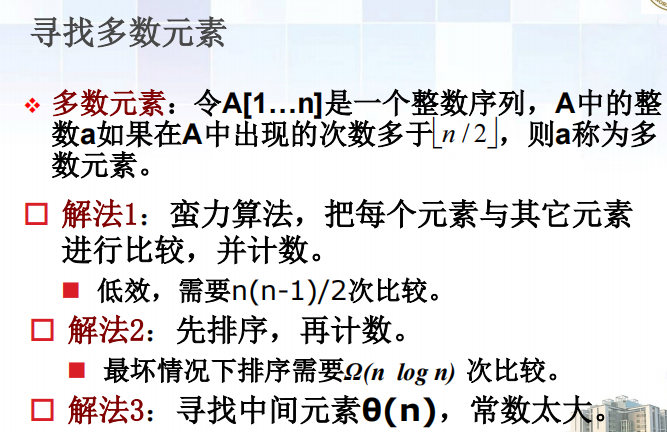 寻找多数元素
❖ 多数元素：令A[1…n]是一个整数序列，A中的整
数a如果在A中出现的次数多于⌊n / 2⌋，则a称为多
数元素。
□ 解法1：蛮力算法，把每个元素与其它元素
进行比较，并计数。
■ 低效，需要n(n-1)/2次比较。
□ 解法2：先排序，再计数。
■ 最坏情况下排序需要Ω(n log n) 次比较。
□ 解法3：寻找中间元素θ(n)，常数太大。